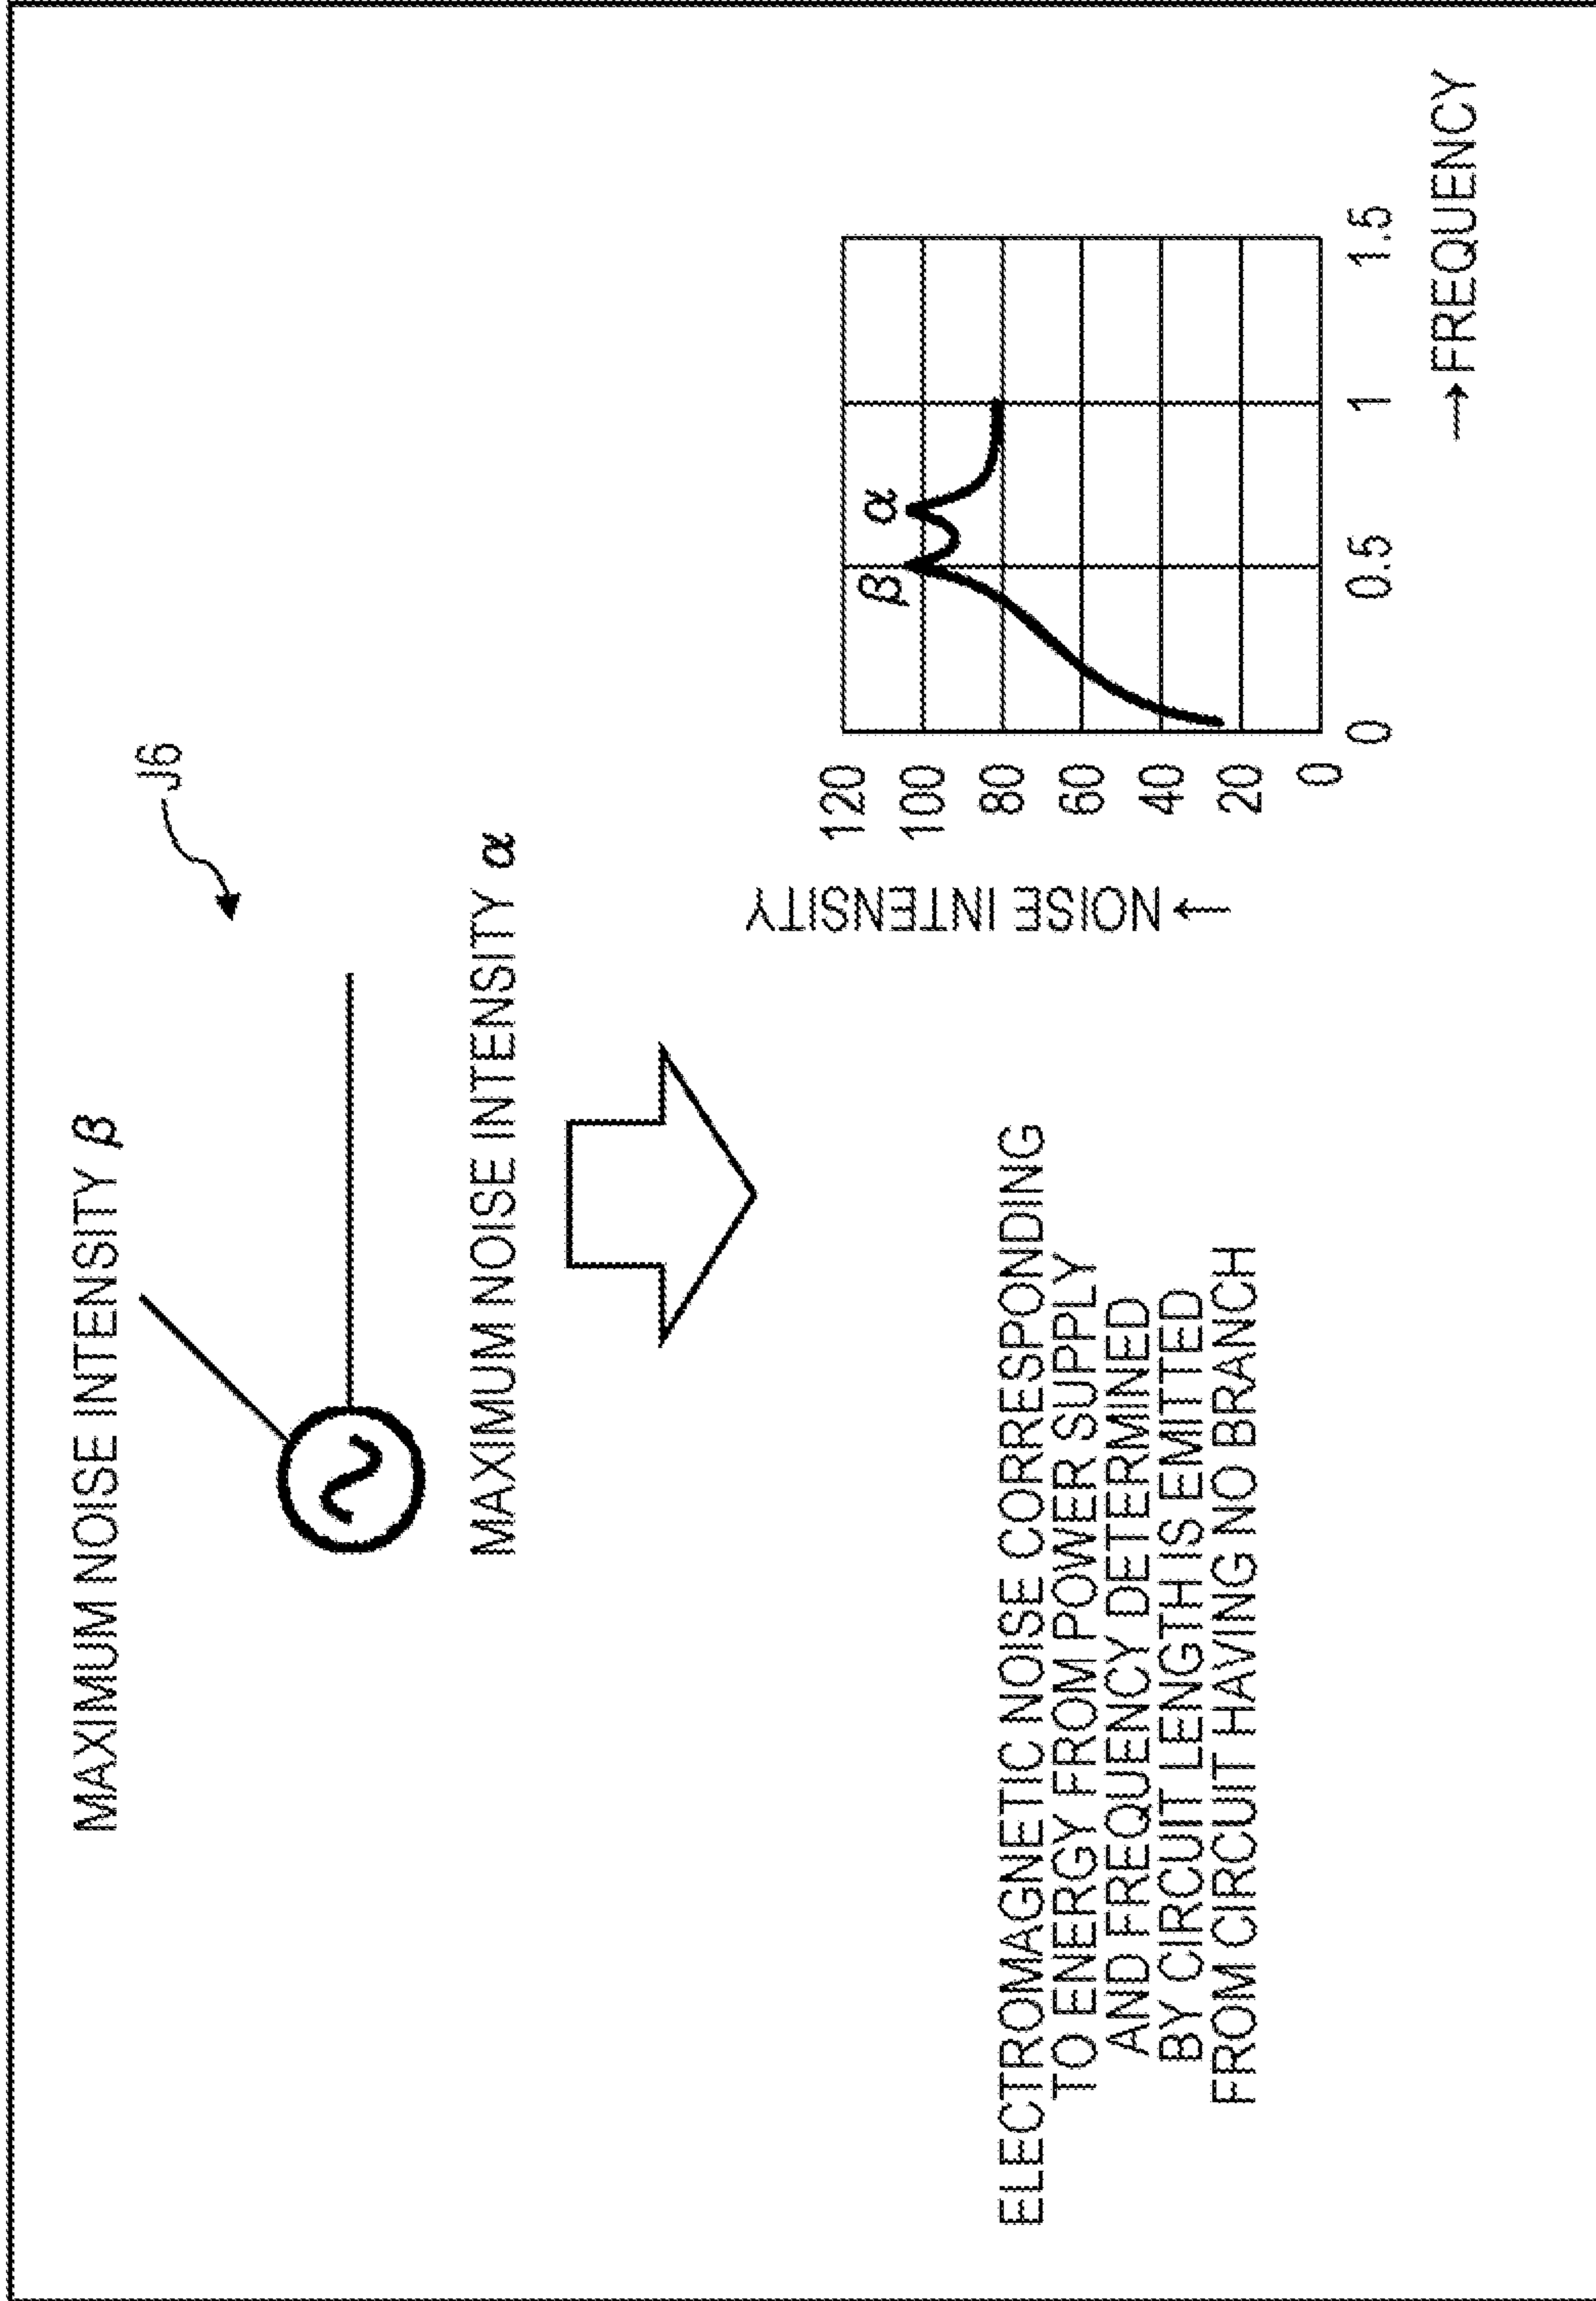 MAXIMUM NOISE INTENSITY β
J6
MAXIMUM NOISE INTENSITY α
ELECTROMAGNETIC NOISE CORRESPONDING
TO ENERGY FROM POWER SUPPLY
AND FREQUENCY DETERMINED
BY CIRCUIT LENGTH IS EMITTED
FROM CIRCUIT HAVING NO BRANCH
→ NOISE INTENSITY
120
100
80
60
40
20
0
β
α
0
0.5
1
1.5
→FREQUENCY